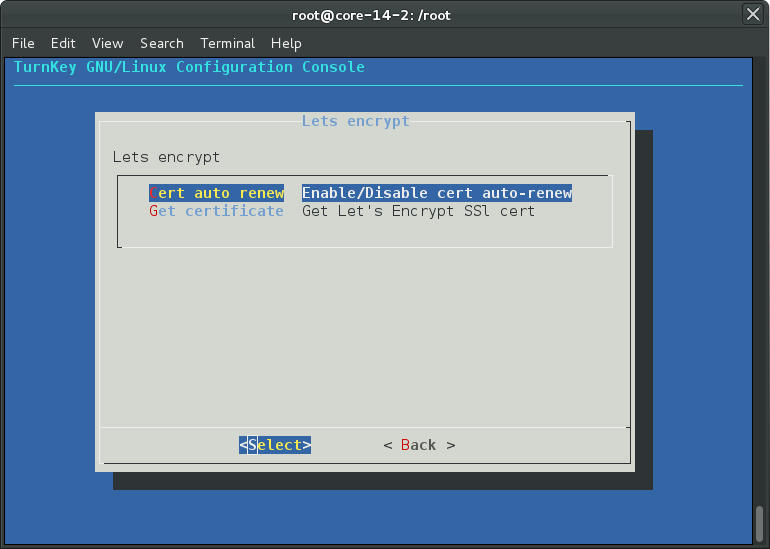 root@core-14-2: /root
File Edit View Search Terminal Help
TurnKey GNU/Linux Configuration Console
Lets encrypt
Lets encrypt
Cert auto renew Enable/Disable cert auto-renew
Get certificate Get Let's Encrypt SSl cert
<Select> < Back >